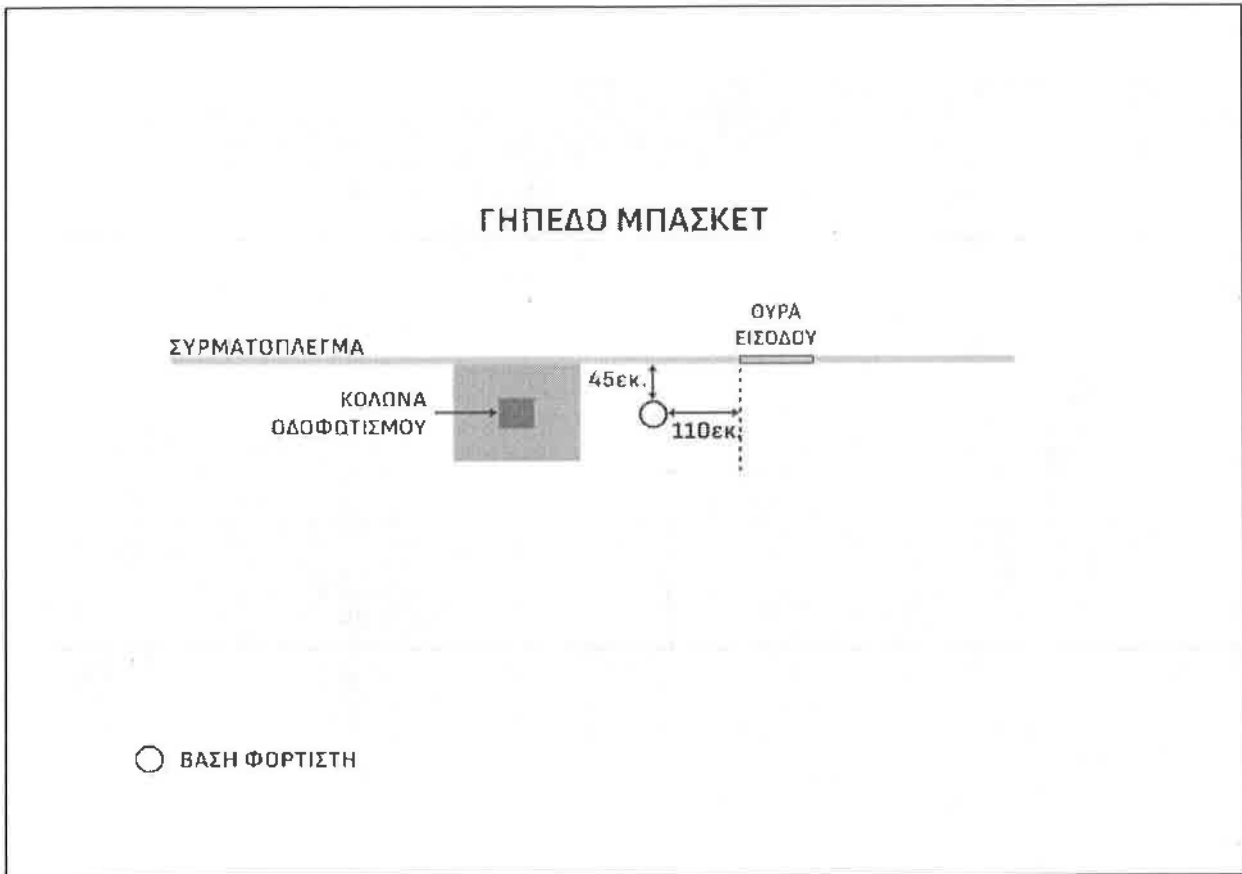 ΓΗΠΕΔΟ ΜΠΑΣΚΕΤ
ΘΥΡΑ
ΕΙΣΟΔΟΥ
ΣΥΡΜΑΤΟΠΛΕΓΜΑ
45εκ.
ΚΟΛΩΝΑ
ΟΔΟΦΩΤΙΣΜΟΥ
110εκ.
ΒΑΣΗ ΦΟΡΤΙΣΤΗ